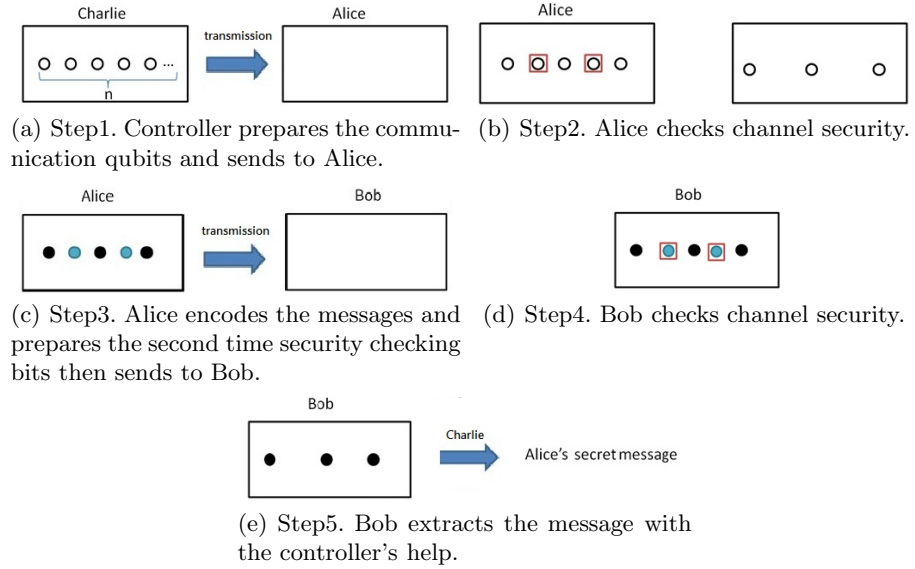 Charlie
Alice
transmission
...
n
(a) Step1. Controller prepares the commu-
nication qubits and sends to Alice.
Alice
(b) Step2. Alice checks channel security.
Alice
Bob
transmission
(c) Step3. Alice encodes the messages and
prepares the second time security checking
bits then sends to Bob.
Bob
(d) Step4. Bob checks channel security.
Bob
Charlie
Alice's secret message
(e) Step5. Bob extracts the message with
the controller's help.